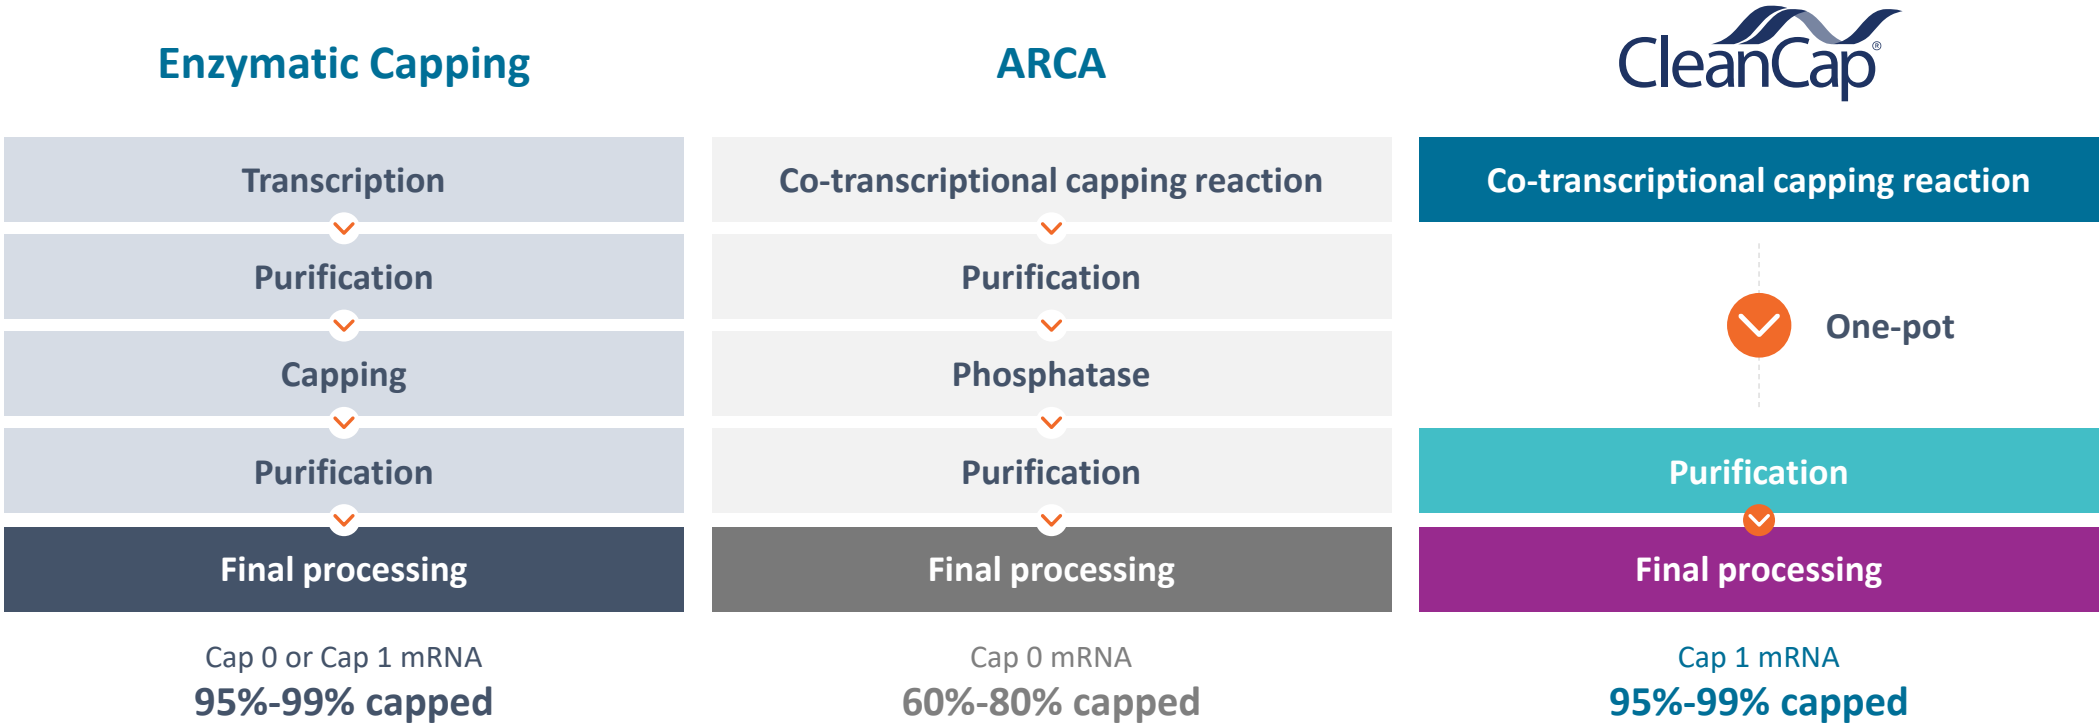 Enzymatic Capping
Transcription
Purification
Capping
Purification
Final processing
Cap 0 or Cap 1 mRNA
95%-99% capped
ARCA
Co-transcriptional capping reaction
Purification
Phosphatase
Purification
Final processing
Cap 0 mRNA
60%-80% capped
CleanCap®
Co-transcriptional capping reaction
One-pot
Purification
Final processing
Cap 1 mRNA
95%-99% capped